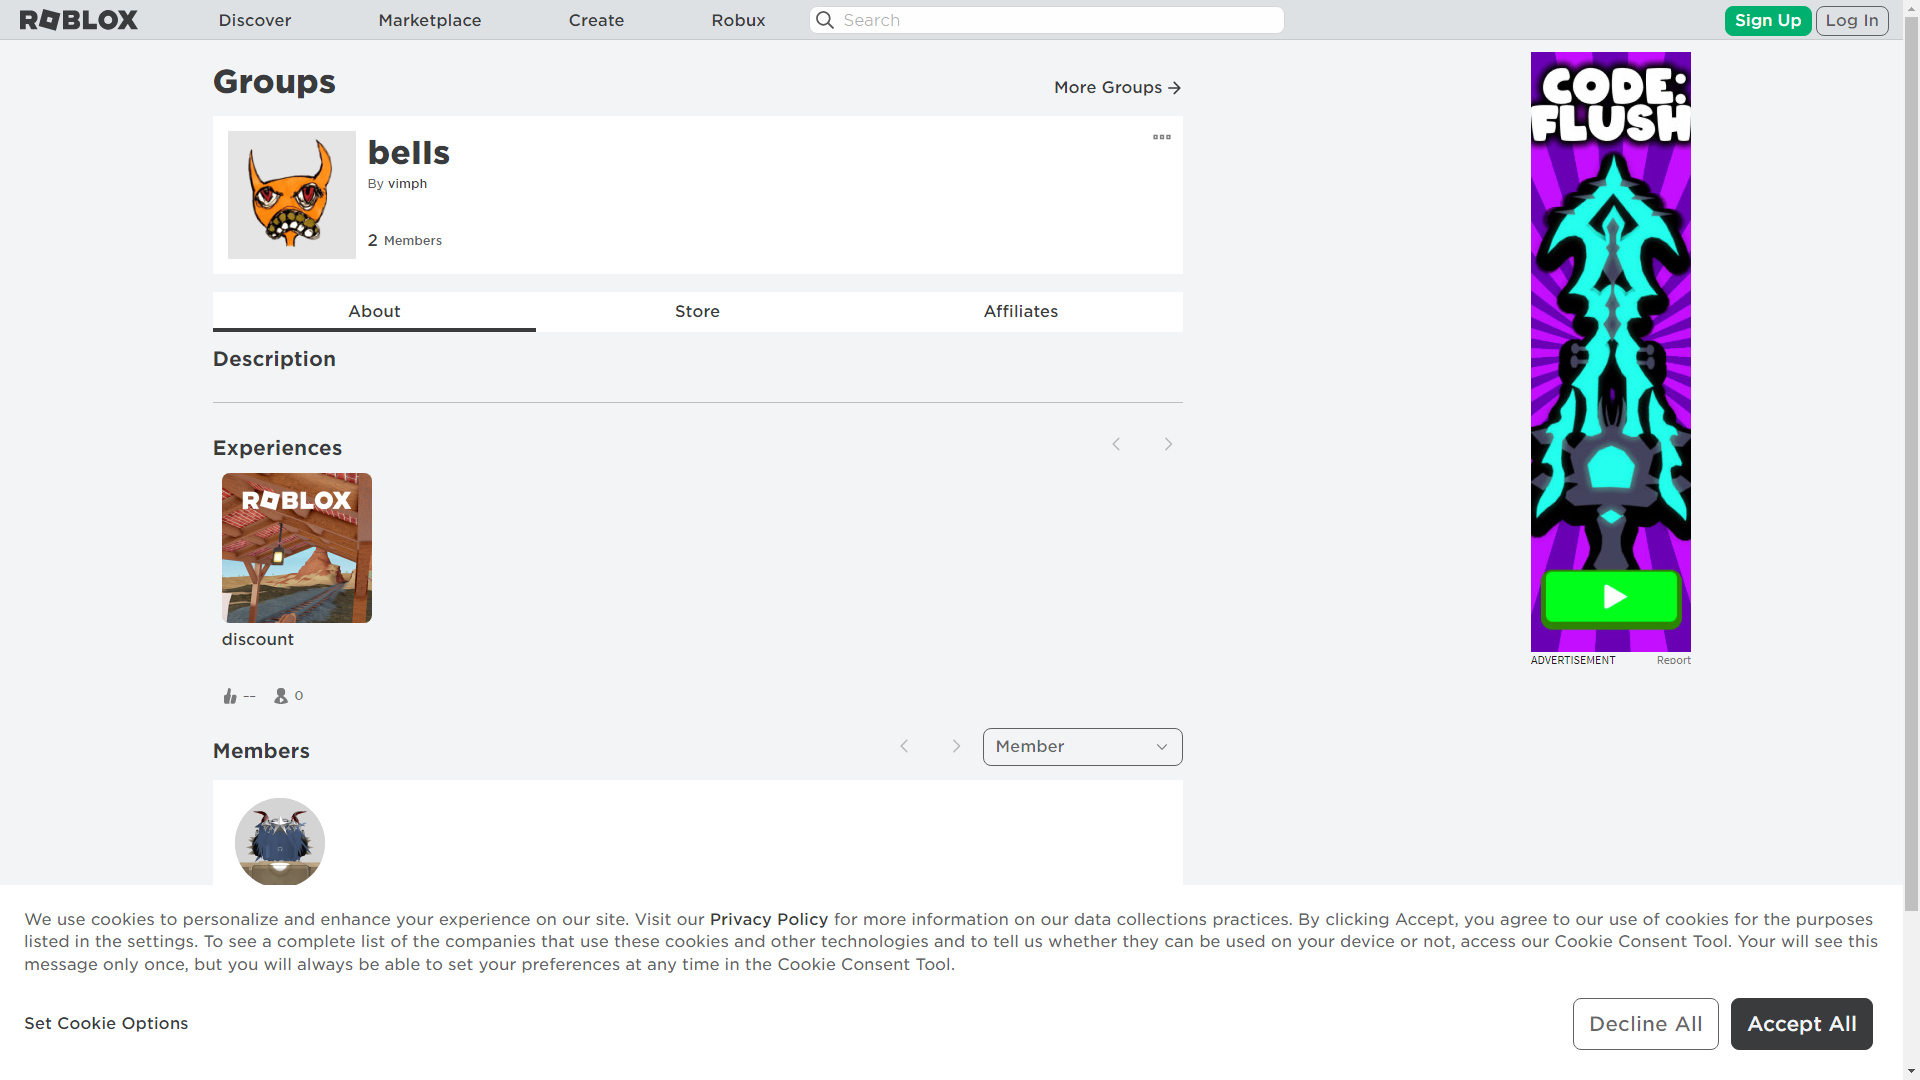 ROBLOX
Discover
Marketplace
Create
Robux
Search
Sign Up
Log In
Groups
More Groups
bells
By vimph
2 Members
About
Store
Affiliates
Description
Experiences
ROBLOX
discount
--
0
Members
Member
CODE:
FLUSH
ADVERTISEMENT
Report
We use cookies to personalize and enhance your experience on our site. Visit our Privacy Policy for more information on our data collections practices. By clicking Accept, you agree to our use of cookies for the purposes
listed in the settings. To see a complete list of the companies that use these cookies and other technologies and to tell us whether they can be used on your device or not, access our Cookie Consent Tool. Your will see this
message only once, but you will always be able to set your preferences at any time in the Cookie Consent Tool.
Set Cookie Options
Decline All
Accept All